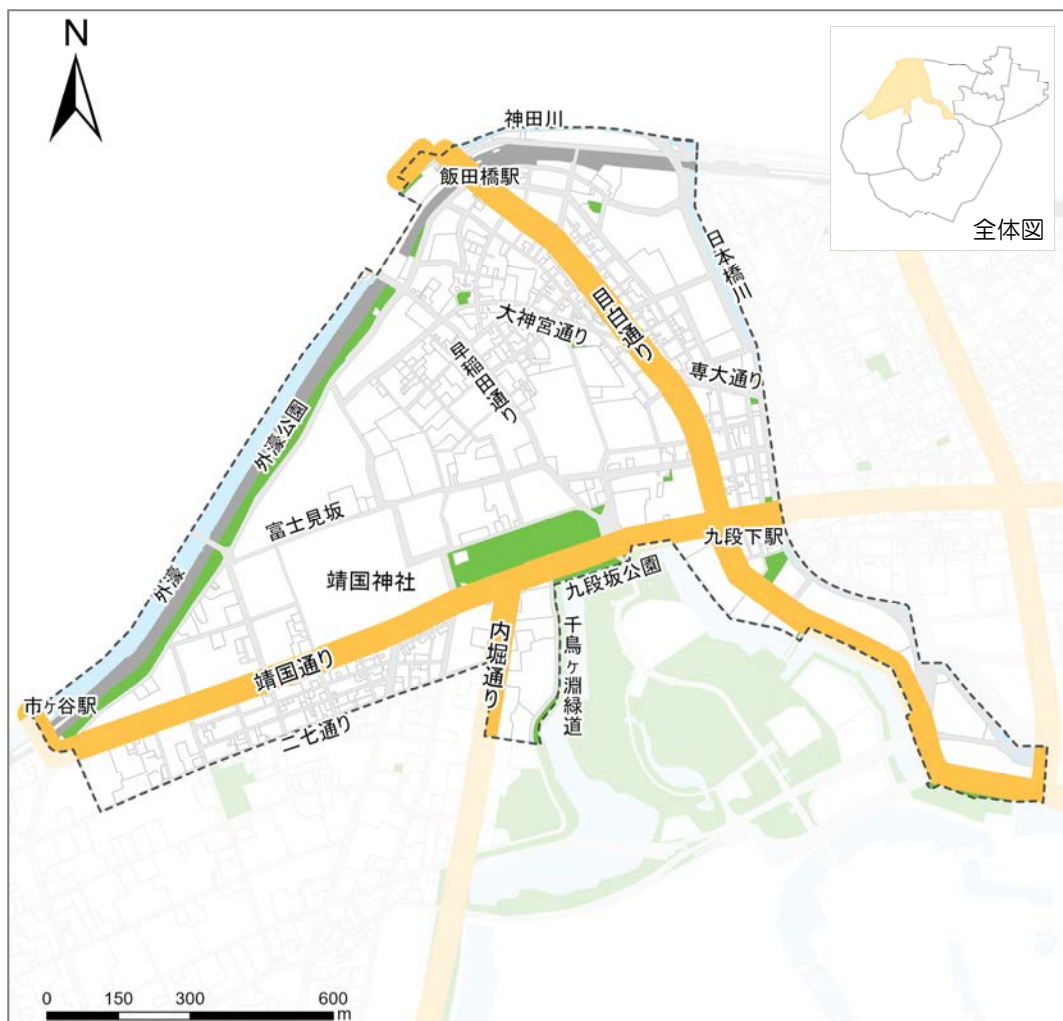 N
全体図
神田川
飯田橋駅
日本橋川
目白通り
大神宮通り
早稲田通り
専大通り
外濠公園
富士見坂
九段下駅
靖国神社
九段坂公園
外濠
千鳥ヶ淵緑道
内堀通り
靖国通り
市ヶ谷駅
二七通り
0 150 300 600
m